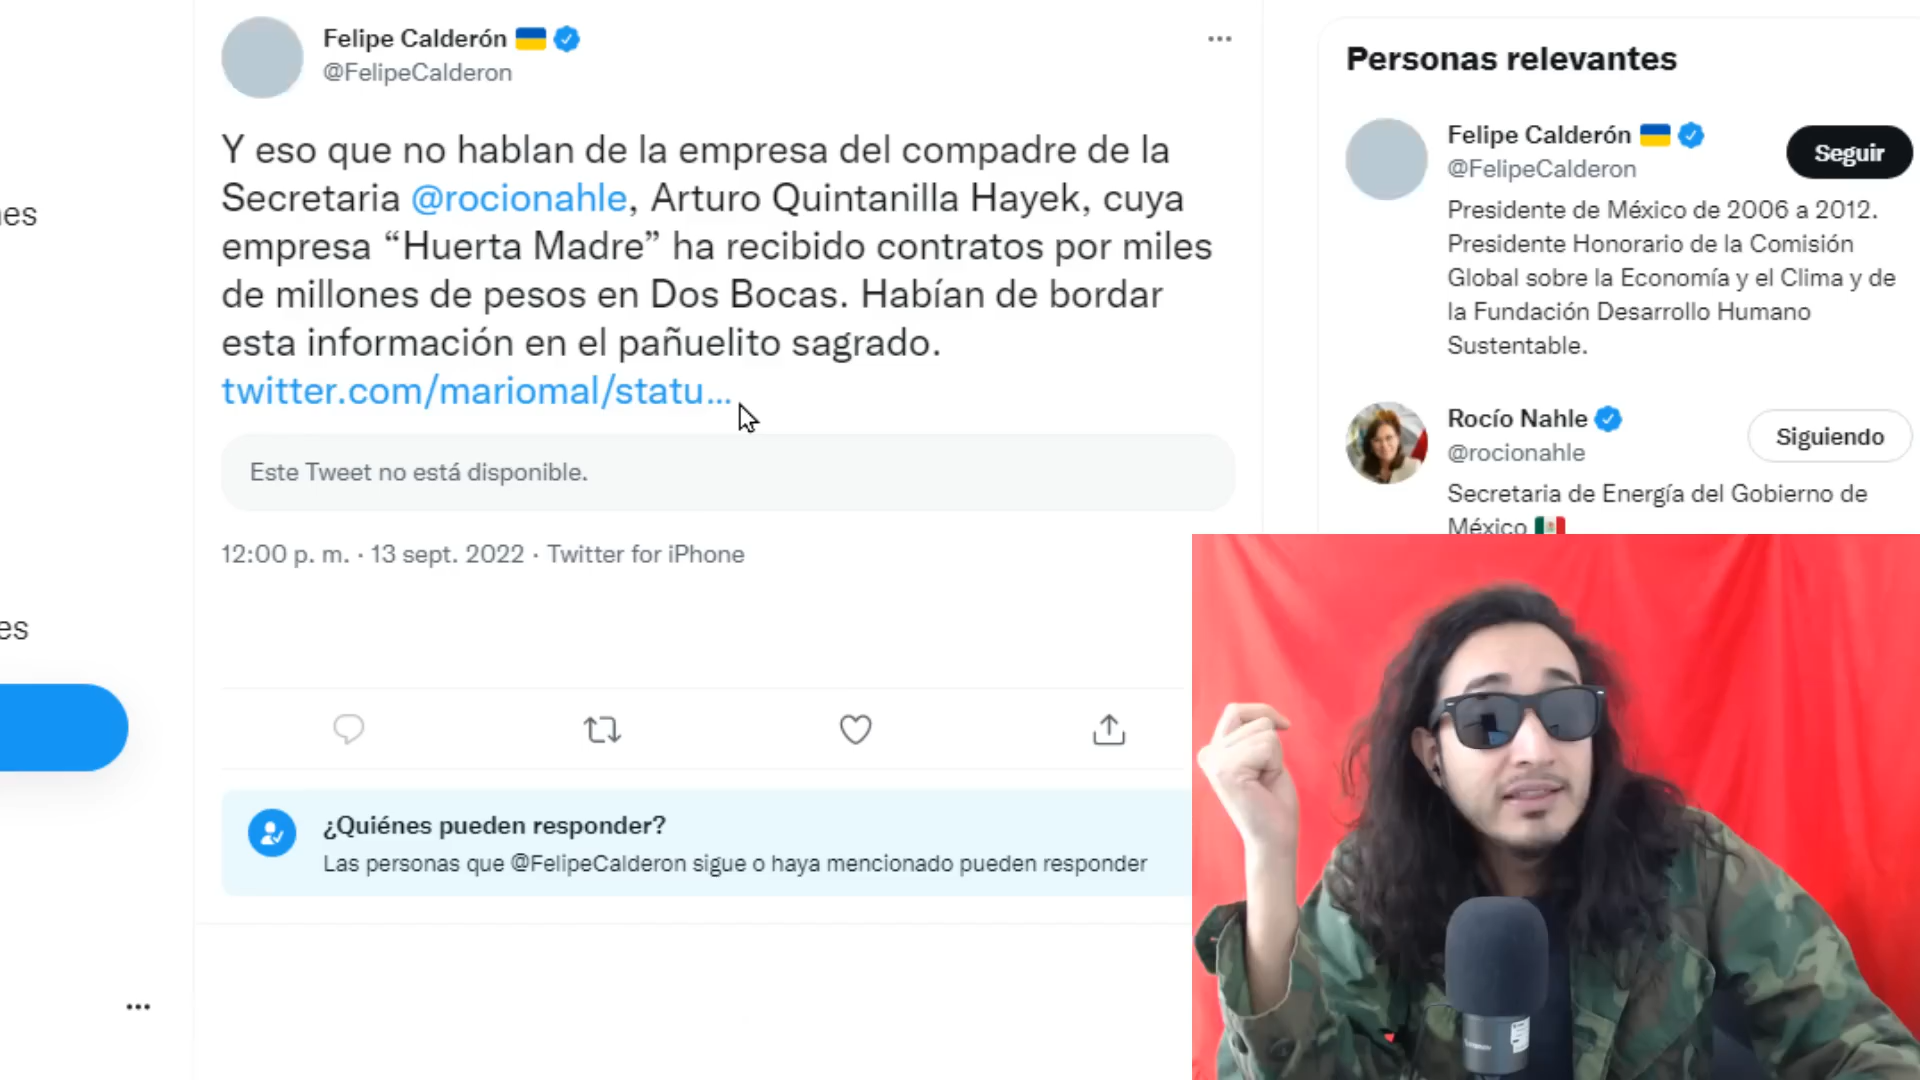 Felipe Calderón
@FelipeCalderon
Y eso que no hablan de la empresa del compadre de la
Secretaria @rocionahle, Arturo Quintanilla Hayek, cuya
empresa “Huerta Madre” ha recibido contratos por miles
de millones de pesos en Dos Bocas. Habían de bordar
esta información en el pañuelito sagrado.
twitter.com/mariomal/statu...
Este Tweet no está disponible.
12:00 p. m. · 13 sept. 2022 · Twitter for iPhone
¿Quiénes pueden responder?
Las personas que @FelipeCalderon sigue o haya mencionado pueden responder
Personas relevantes
Felipe Calderón
@FelipeCalderon
Seguir
Presidente de México de 2006 a 2012.
Presidente Honorario de la Comisión
Global sobre la Economía y el Clima y de
la Fundación Desarrollo Humano
Sustentable.
Rocío Nahle
@rocionahle
Siguiendo
Secretaria de Energía del Gobierno de
México